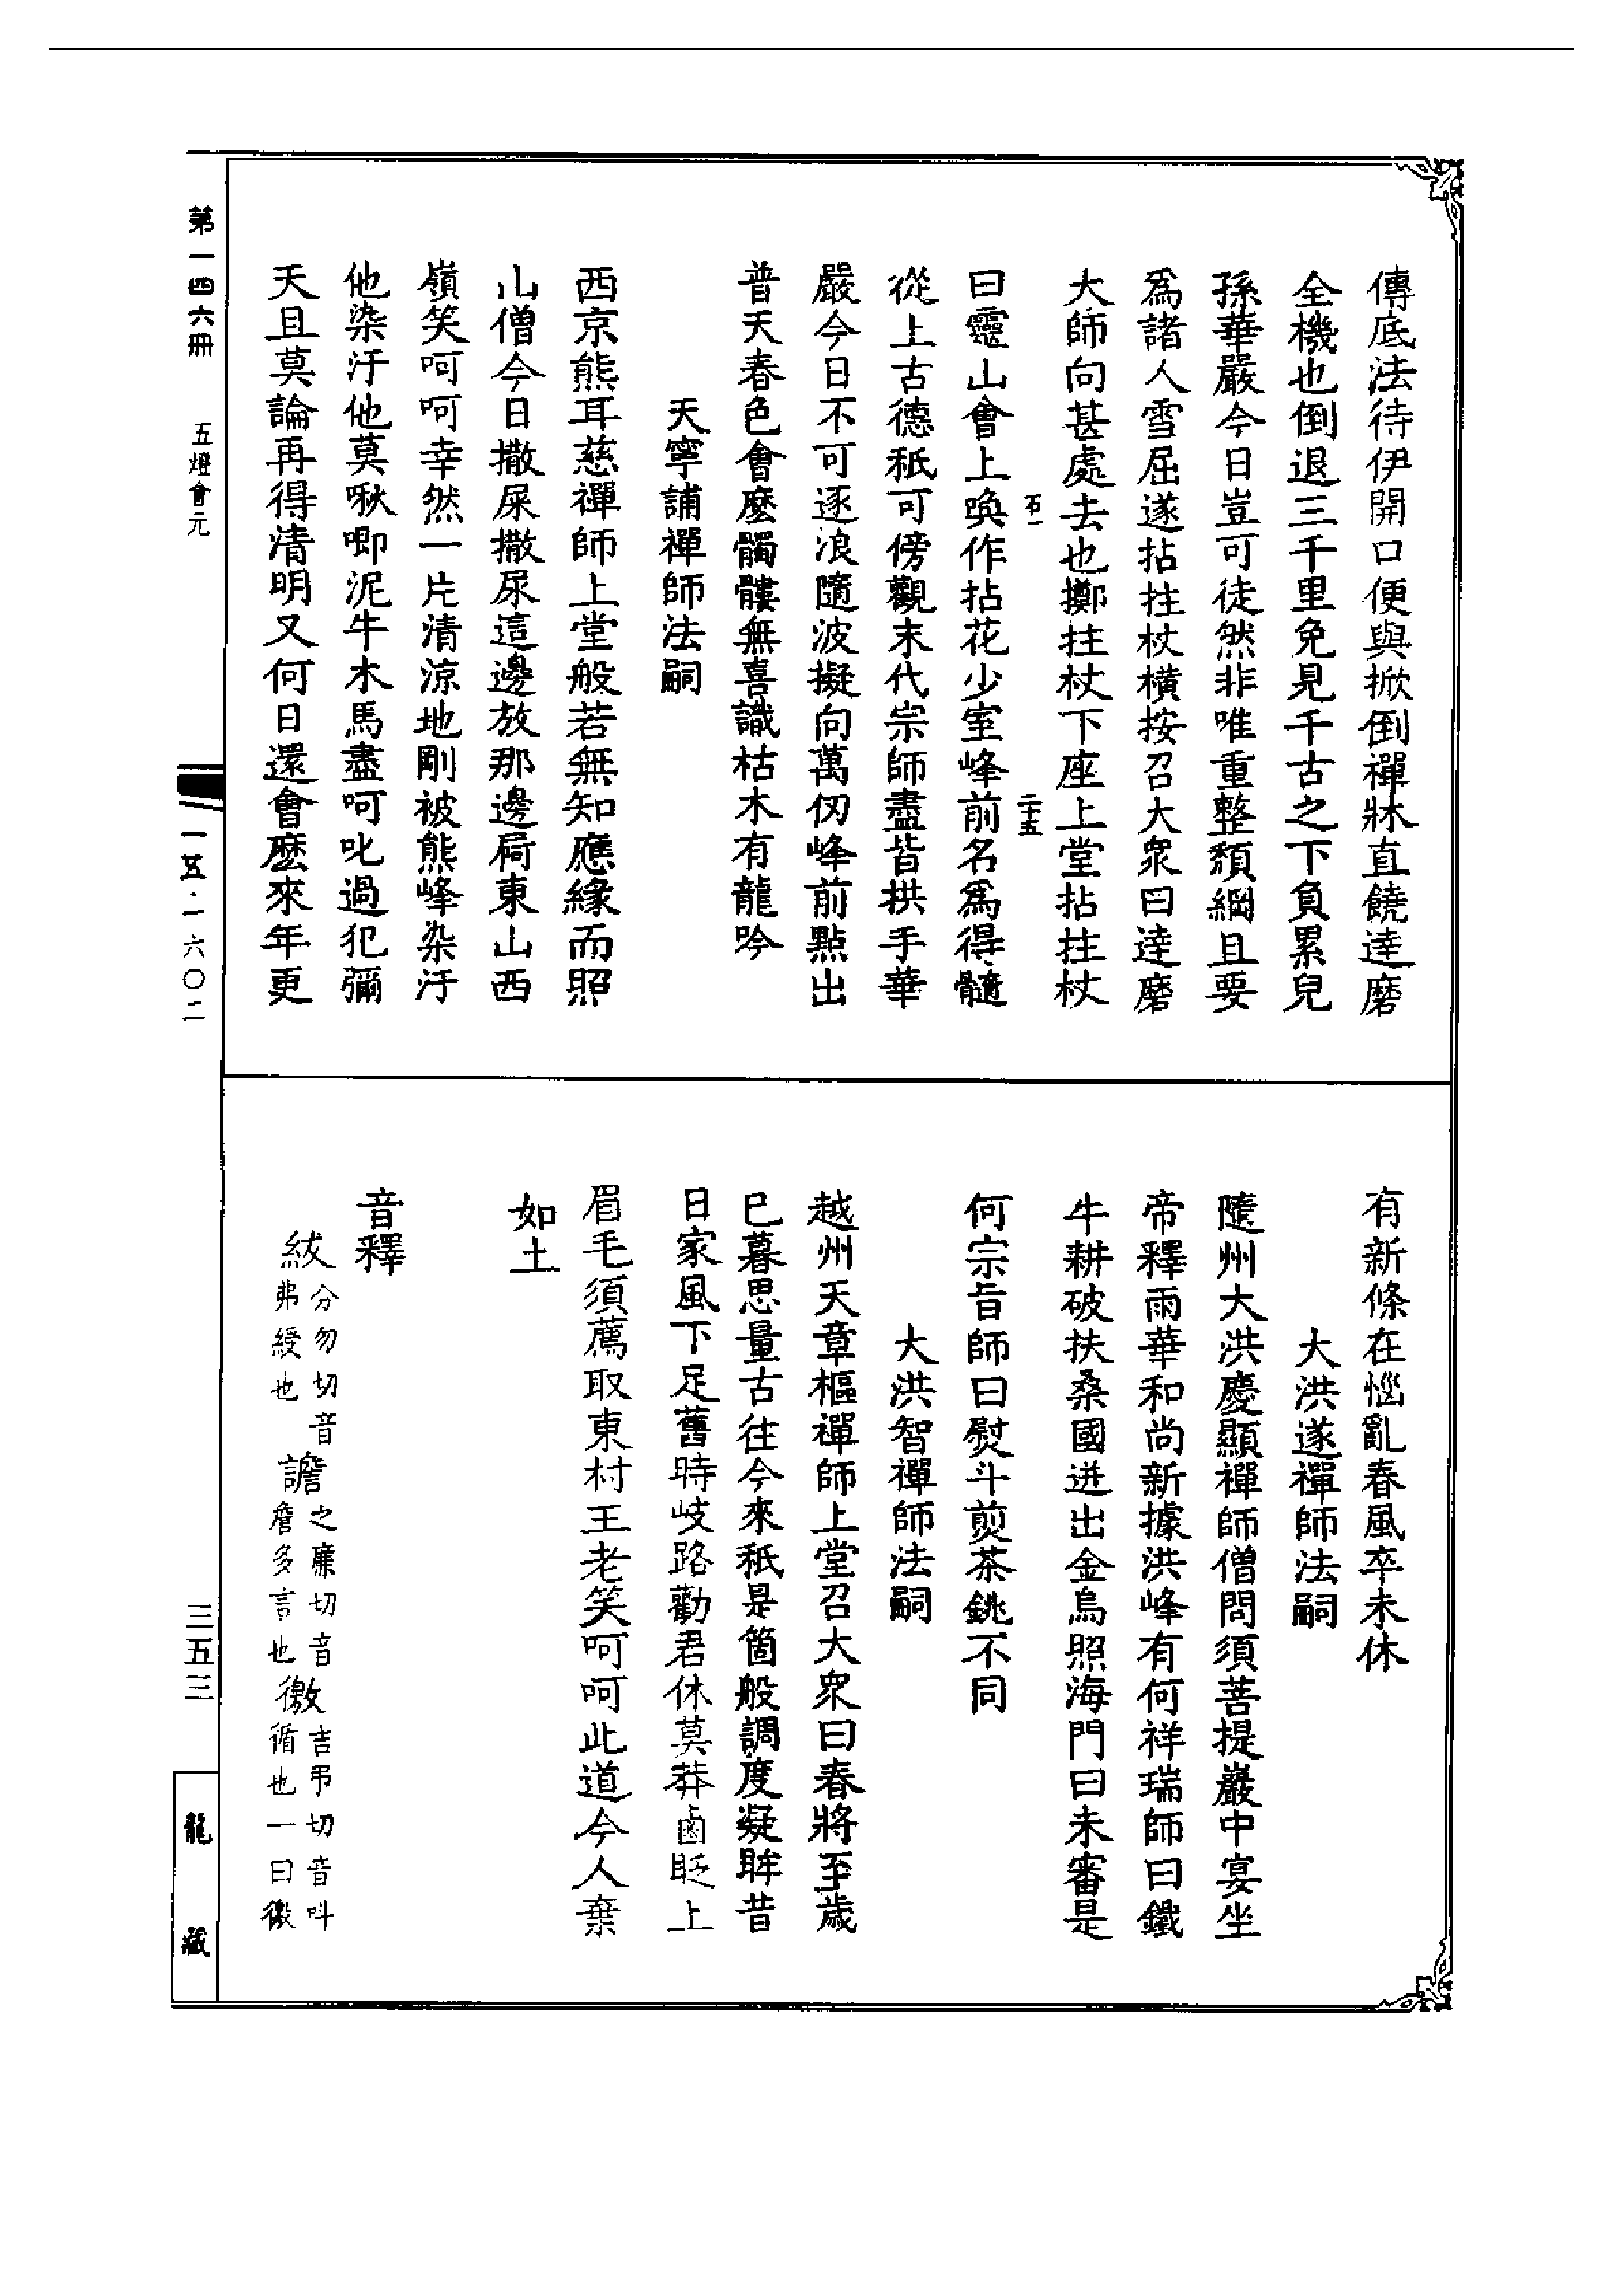 傳底法待伊開口便與掀倒禪牀直饒達磨
全機也倒退三千里免見千古之下負累兒
孫華嚴今日豈可徒然非唯重整頹綱且要
爲諸人雪屈遂拈拄杖橫按召大衆曰達磨
大師向甚處去也擲拄杖下座上堂拈拄杖
石一
二十五
曰靈山會上喚作拈花少室峰前名爲得髓
從上古德秖可傍觀末代宗師盡皆拱手華
嚴今日不可逐浪隨波擬向萬仞峰前點出
普天春色會麼髑髏無喜識枯木有龍吟
天寧誧禪師法嗣
西京熊耳慈禪師上堂般若無知應緣而照
山僧今日撒屎撒尿這邊放那邊屙東山西
嶺笑呵呵幸然一片清涼地剛被熊峰染汙
他染汙他莫啾唧泥牛木馬盡呵叱過犯彌
天且莫論再得清明又何日還會麼來年更
有新條在惱亂春風卒未休
大洪遂禪師法嗣
隨州大洪慶顯禪師僧問須菩提巖中宴坐
帝釋雨華和尚新據洪峰有何祥瑞師曰鐵
牛耕破扶桑國迸出金烏照海門曰未審是
何宗旨師曰熨斗煎茶銚不同
大洪智禪師法嗣
越州天章樞禪師上堂召大衆曰春將至歲
已暮思量古往今來秖是箇般調度凝眸昔
日家風下足舊時岐路勸君休莫莽鹵眨上
眉毛須薦取東村王老笑呵呵此道今人棄
如土
音釋
紱分勿切音弗綬也 譫之廉切音詹多言也 徼吉弔切音叫循也一曰徼
第一四六冊
五燈會元
一五·一六〇二
三五三
龍藏